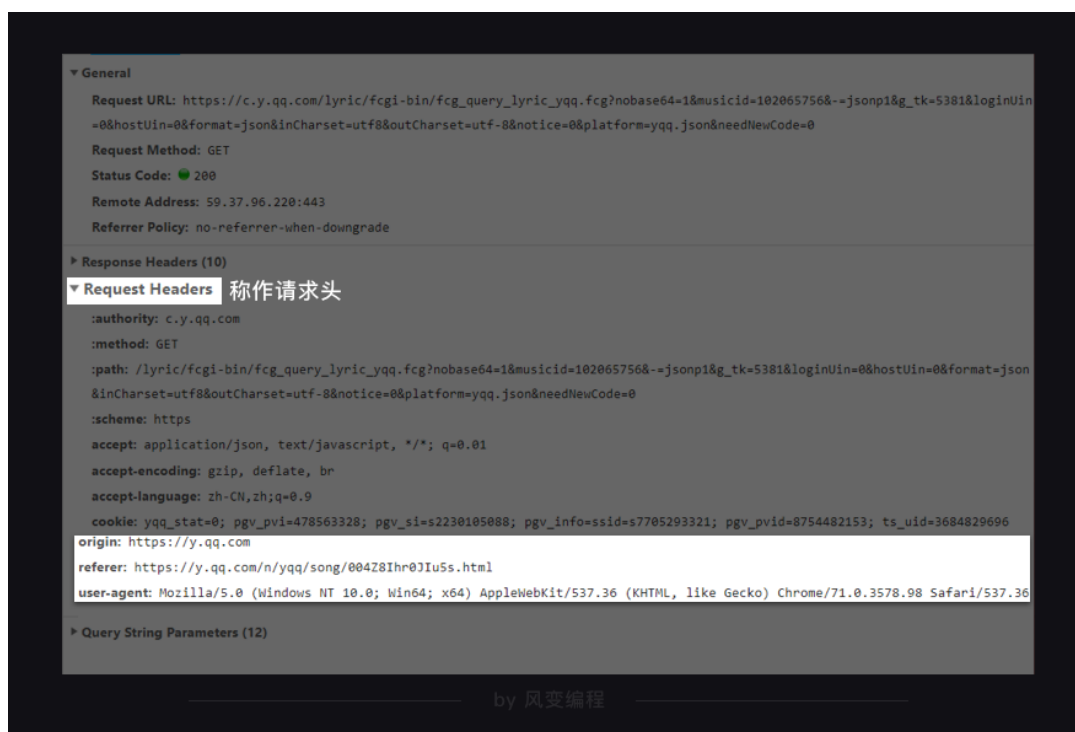 General
Request URL: https://c.y.qq.com/lyric/fcgi-bin/fcg_query_lyric_yqq.fcg?nobase64=1&musicid=102065756&-=jsonp1&g_tk=5381&loginUin
=0&hostUin=0&format=json&inCharset=utf8&outCharset=utf-8&notice=0&platform=yqq.json&needNewCode=0
Request Method: GET
Status Code: 200
Remote Address: 59.37.96.220:443
Referrer Policy: no-referrer-when-downgrade
Response Headers (10)
Request Headers 称作请求头
:authority: c.y.qq.com
:method: GET
:path: /lyric/fcgi-bin/fcg_query_lyric_yqq.fcg?nobase64=1&musicid=102065756&-=jsonp1&g_tk=5381&loginUin=0&hostUin=0&format=json
&inCharset=utf8&outCharset=utf-8&notice=0&platform=yqq.json&needNewCode=0
:scheme: https
accept: application/json, text/javascript, */*; q=0.01
accept-encoding: gzip, deflate, br
accept-language: zh-CN,zh;q=0.9
cookie: yqq_stat=0; pgv_pvi=478563328; pgv_si=s2230105088; pgv_info=ssid=s7705293321; pgv_pvid=8754482153; ts_uid=3684829696
origin: https://y.qq.com
referer: https://y.qq.com/n/yqq/song/004Z8Ihr0JIu5s.html
user-agent: Mozilla/5.0 (Windows NT 10.0; Win64; x64) AppleWebKit/537.36 (KHTML, like Gecko) Chrome/71.0.3578.98 Safari/537.36
Query String Parameters (12)
by 风变编程